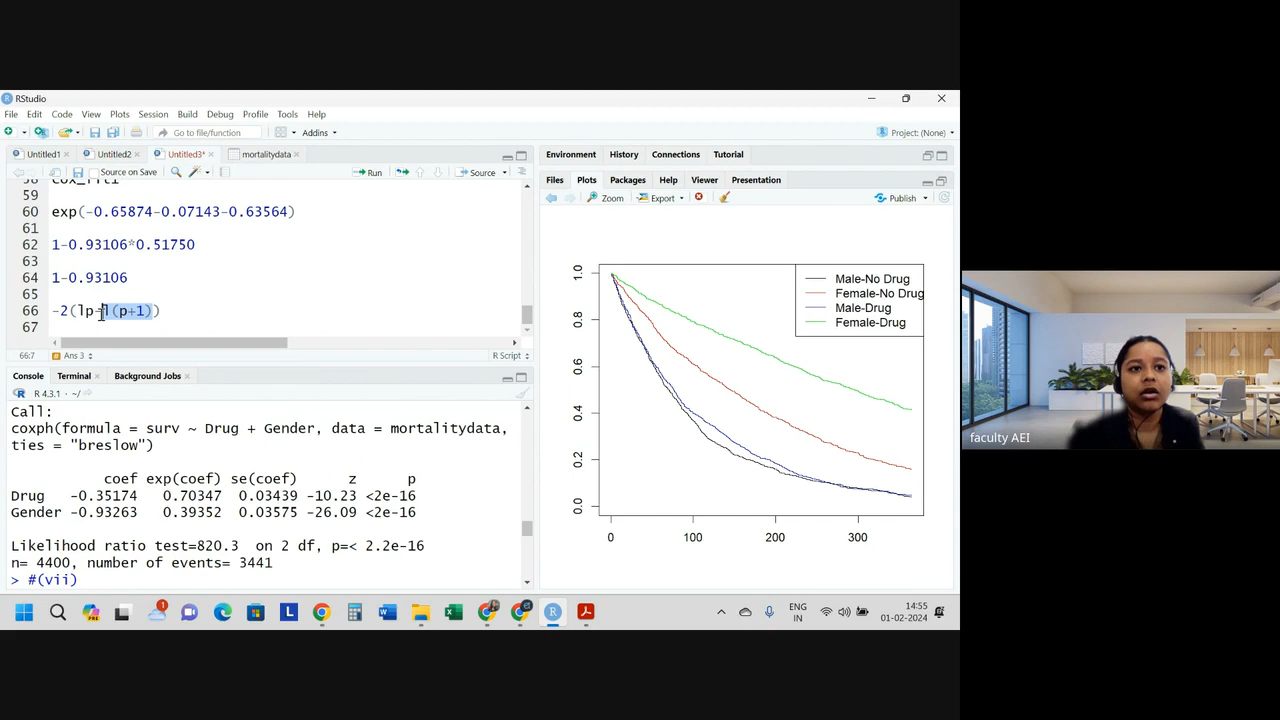 RStudio
File Edit Code View Plots Session Build Debug Profile Tools Help
Go to file/function Addins Project: (None)
Untitled1 Untitled2 Untitled3* mortalitydata
Source on Save Run Source
59
60 exp(-0.65874-0.07143-0.63564)
61
62 1-0.93106*0.51750
63
64 1-0.93106
65
66 -2(lp-l(p+1))
67
66:7 Ans 3 R Script
Console Terminal Background Jobs
R 4.3.1 · ~/
Call:
coxph(formula = surv ~ Drug + Gender, data = mortalitydata,
ties = "breslow")
coef exp(coef) se(coef) z p
Drug -0.35174 0.70347 0.03439 -10.23 <2e-16
Gender -0.93263 0.39352 0.03575 -26.09 <2e-16
Likelihood ratio test=820.3 on 2 df, p=< 2.2e-16
n= 4400, number of events= 3441
> #(vii)
Environment History Connections Tutorial
Files Plots Packages Help Viewer Presentation
Zoom Export Publish
1.0
0.8
0.6
0.4
0.2
0.0
0 100 200 300
Male-No Drug
Female-No Drug
Male-Drug
Female-Drug
faculty AEI
ENG
IN
14:55
01-02-2024